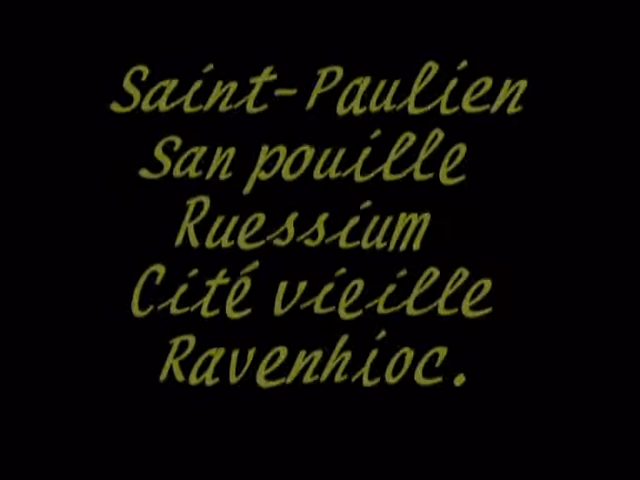 Saint-Paulien
San pouille
Ruessium
Cité vieille
Ravenhioc.